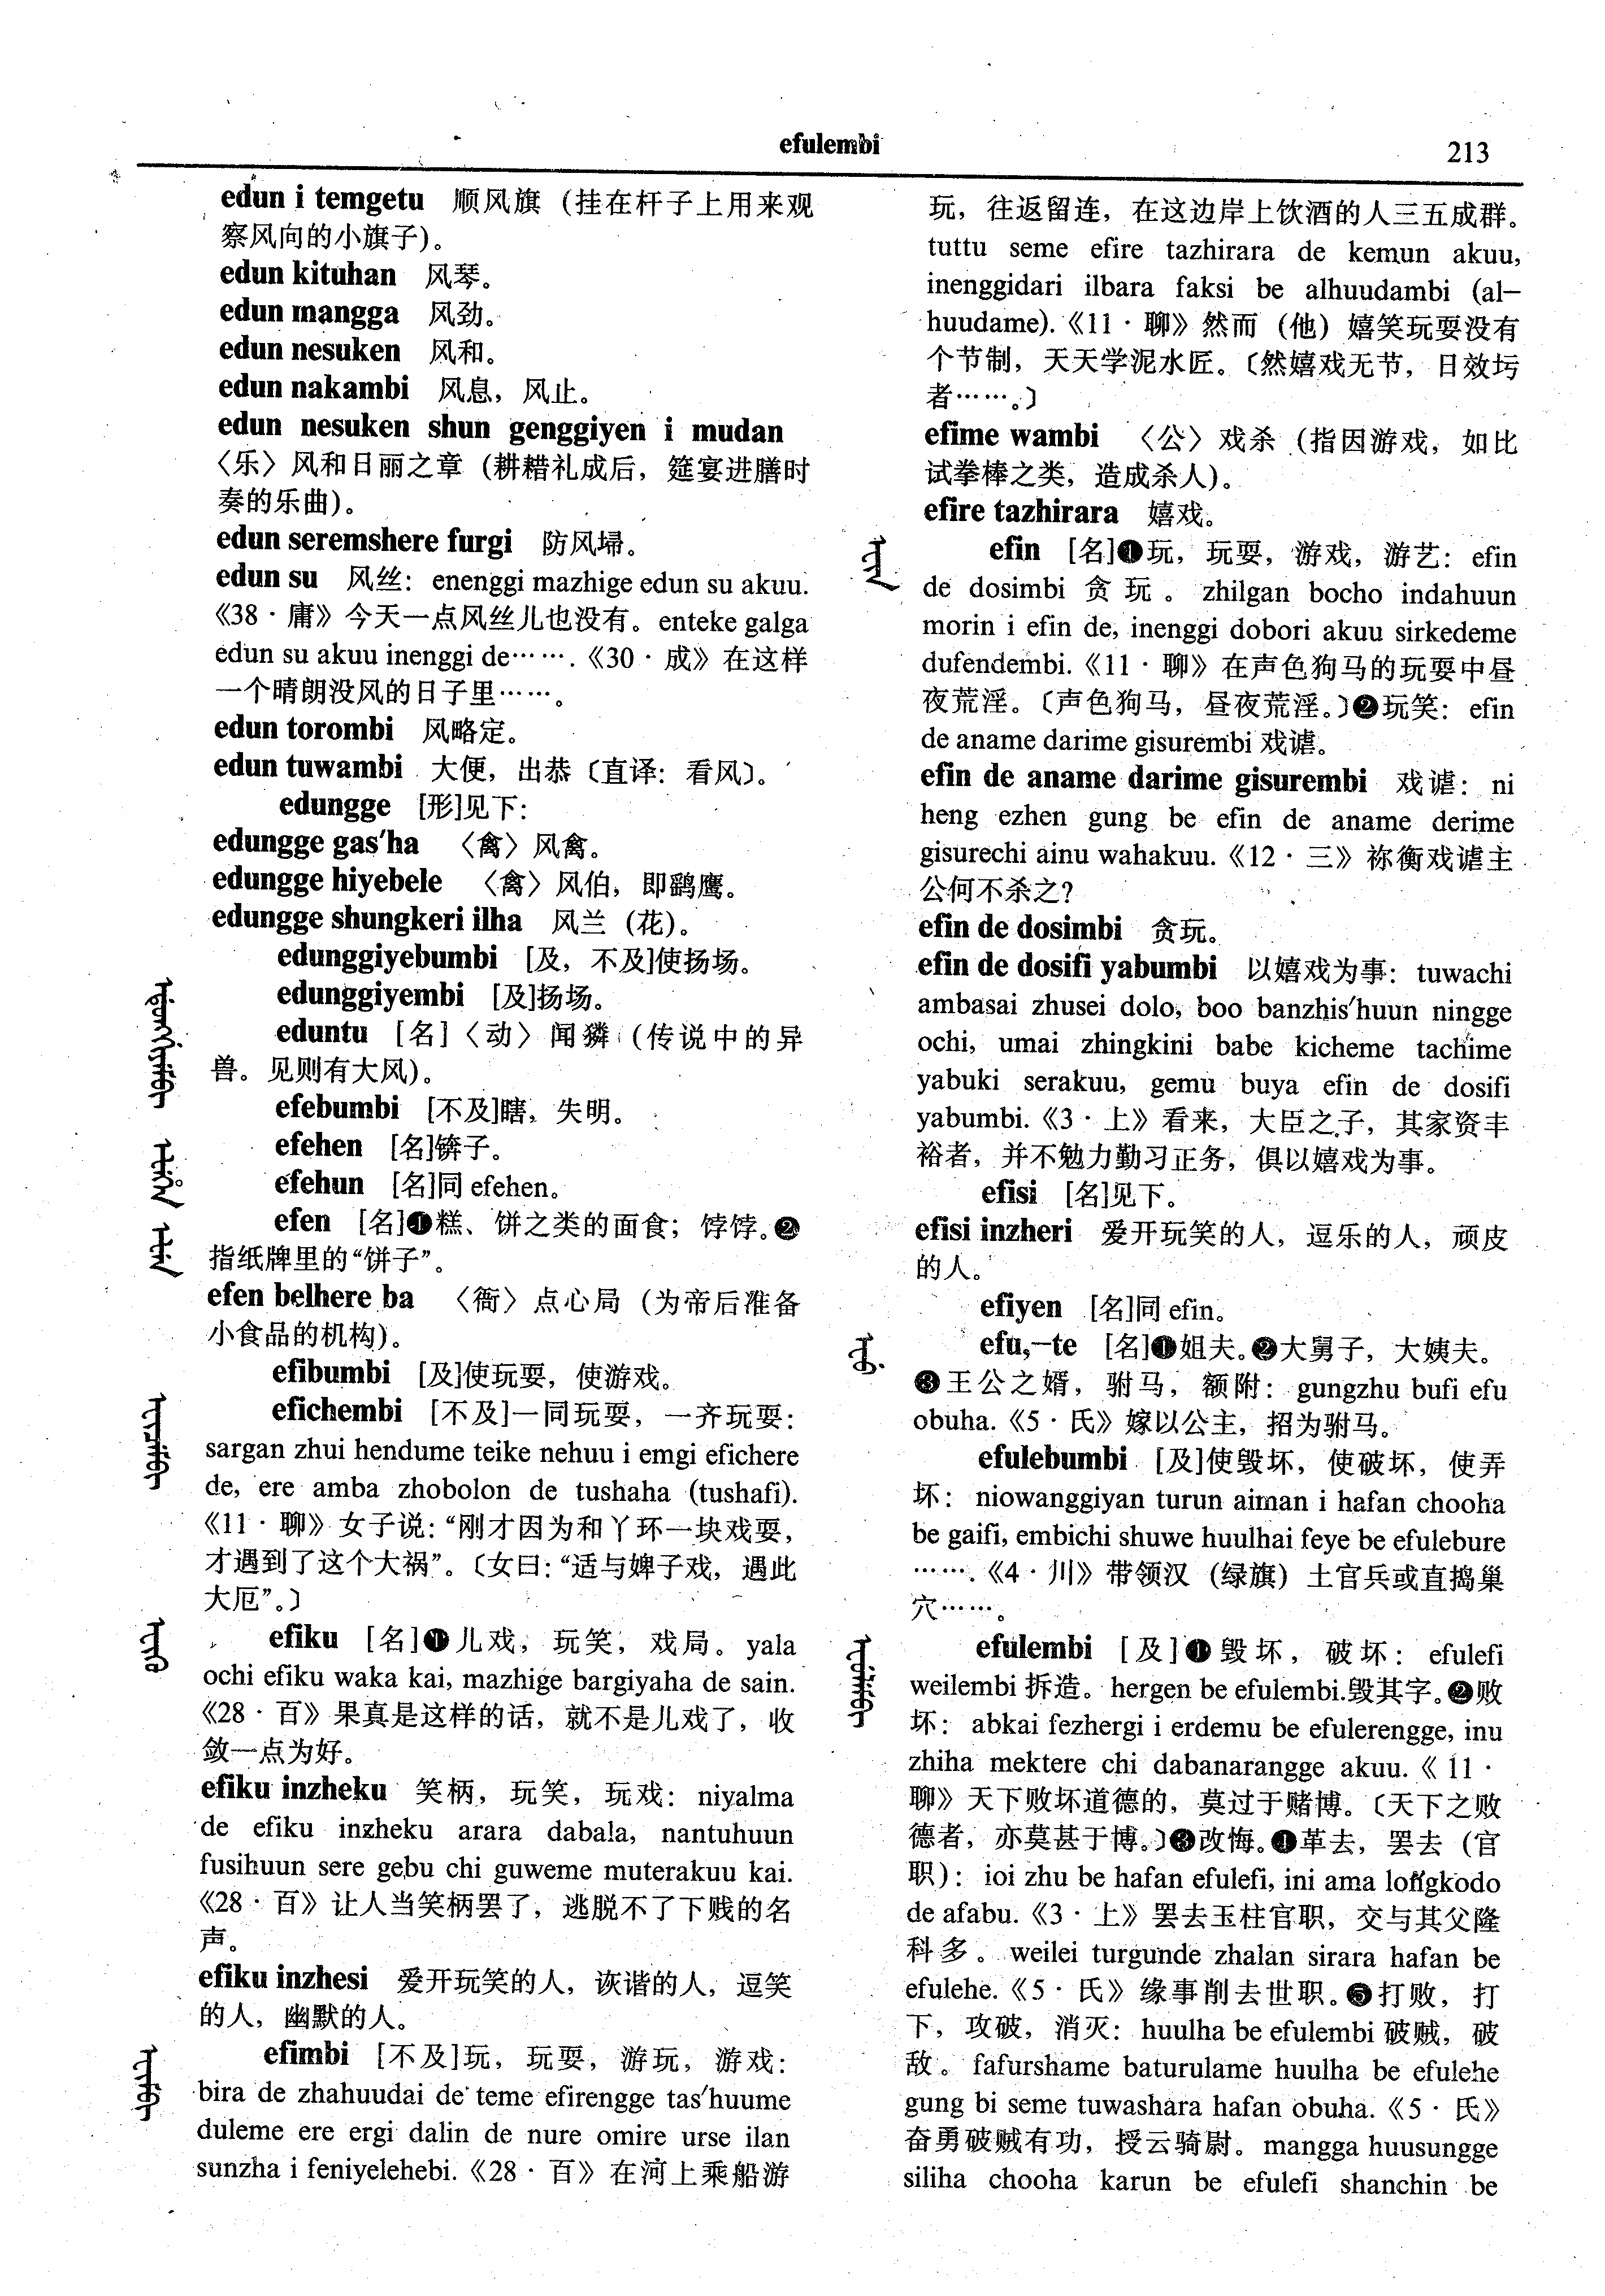 efulembi
213
edun i temgetu 顺风旗（挂在杆子上用来观
察风向的小旗子）。
edun kituhan 风琴。
edun mangga 风劲。
edun nesuken 风和。
edun nakambi 风息，风止。
edun nesuken shun genggiyen i mudan
〈乐〉风和日丽之章（耕耤礼成后，筵宴进膳时
奏的乐曲）。
edun seremshere furgi 防风埽。
edun su 风丝：enenggi mazhige edun su akuu.
《38·庸》今天一点风丝儿也没有。enteke galga
edun su akuu inenggi de…….《30·成》在这样
一个晴朗没风的日子里……。
edun torombi 风略定。
edun tuwambi 大便，出恭〔直译：看风〕。
edungge [形]见下：
edungge gas'ha 〈禽〉风禽。
edungge hiyebele 〈禽〉风伯，即鹞鹰。
edungge shungkeri ilha 风兰（花）。
edunggiyebumbi [及，不及]使扬场。
edunggiyembi [及]扬场。
eduntu [名]〈动〉闻獜（传说中的异
兽。见则有大风）。
efebumbi [不及]瞎，失明。
efehen [名]锛子。
efehun [名]同 efehen。
efen [名]❶糕、饼之类的面食；饽饽。❷
指纸牌里的“饼子”。
efen belhere ba 〈衙〉点心局（为帝后准备
小食品的机构）。
efibumbi [及]使玩耍，使游戏。
efichembi [不及]一同玩耍，一齐玩耍：
sargan zhui hendume teike nehuu i emgi efichere
de, ere amba zhobolon de tushaha (tushafi).
《11·聊》女子说：“刚才因为和丫环一块戏耍，
才遇到了这个大祸”。〔女曰：“适与婢子戏，遇此
大厄”。〕
efiku [名]❶儿戏，玩笑，戏局。yala
ochi efiku waka kai, mazhige bargiyaha de sain.
《28·百》果真是这样的话，就不是儿戏了，收
敛一点为好。
efiku inzheku 笑柄，玩笑，玩戏：niyalma
de efiku inzheku arara dabala, nantuhuun
fusihuun sere gebu chi guweme muterakuu kai.
《28·百》让人当笑柄罢了，逃脱不了下贱的名
声。
efiku inzhesi 爱开玩笑的人，诙谐的人，逗笑
的人，幽默的人。
efimbi [不及]玩，玩耍，游玩，游戏：
bira de zhahuudai de teme efirengge tas'huume
duleme ere ergi dalin de nure omire urse ilan
sunzha i feniyelehebi.《28·百》在河上乘船游
玩，往返留连，在这边岸上饮酒的人三五成群。
tuttu seme efire tazhirara de kemun akuu,
inenggidari ilbara faksi be alhuudambi (al-
huudame).《11·聊》然而（他）嬉笑玩耍没有
个节制，天天学泥水匠。〔然嬉戏无节，日效圬
者……。〕
efime wambi 〈公〉戏杀（指因游戏，如比
试拳棒之类，造成杀人）。
efire tazhirara 嬉戏。
efin [名]❶玩，玩耍，游戏，游艺：efin
de dosimbi 贪玩。zhilgan bocho indahuun
morin i efin de, inenggi dobori akuu sirkedeme
dufendembi.《11·聊》在声色狗马的玩耍中昼
夜荒淫。〔声色狗马，昼夜荒淫。〕❷玩笑：efin
de aname darime gisurembi 戏谑。
efin de aname darime gisurembi 戏谑：ni
heng ezhen gung be efin de aname derime
gisurechi ainu wahakuu.《12·三》祢衡戏谑主
公何不杀之？
efin de dosimbi 贪玩。
efin de dosifi yabumbi 以嬉戏为事：tuwachi
ambasai zhusei dolo, boo banzhis'huun ningge
ochi, umai zhingkini babe kicheme tachime
yabuki serakuu, gemu buya efin de dosifi
yabumbi.《3·上》看来，大臣之子，其家资丰
裕者，并不勉力勤习正务，俱以嬉戏为事。
efisi [名]见下。
efisi inzheri 爱开玩笑的人，逗乐的人，顽皮
的人。
efiyen [名]同 efin。
efu,–te [名]❶姐夫。❷大舅子，大姨夫。
❸王公之婿，驸马，额附：gungzhu bufi efu
obuha.《5·氏》嫁以公主，招为驸马。
efulebumbi [及]使毁坏，使破坏，使弄
坏：niowanggiyan turun aiman i hafan chooha
be gaifi, embichi shuwe huulhai feye be efulebure
…….《4·川》带领汉（绿旗）土官兵或直捣巢
穴……。
efulembi [及]❶毁坏，破坏：efulefi
weilembi 拆造。hergen be efulembi.毁其字。❷败
坏：abkai fezhergi i erdemu be efulerengge, inu
zhiha mektere chi dabanarangge akuu.《11·
聊》天下败坏道德的，莫过于赌博。〔天下之败
德者，亦莫甚于博。〕❸改悔。❹革去，罢去（官
职）：ioi zhu be hafan efulefi, ini ama longkodo
de afabu.《3·上》罢去玉柱官职，交与其父隆
科多。weilei turgunde zhalan sirara hafan be
efulehe.《5·氏》缘事削去世职。❺打败，打
下，攻破，消灭：huulha be efulembi 破贼，破
敌。fafurshame baturulame huulha be efulehe
gung bi seme tuwashara hafan obuha.《5·氏》
奋勇破贼有功，授云骑尉。mangga huusungge
siliha chooha karun be efulefi shanchin be